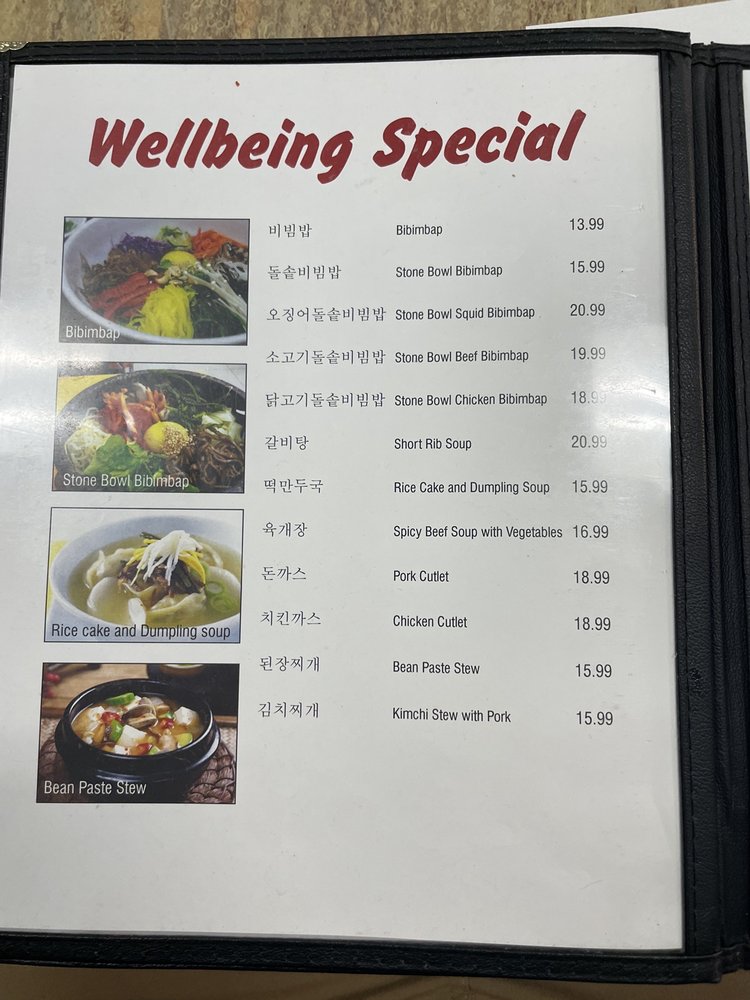 Wellbeing Special
비빔밥 Bibimbap 13.99
돌솥비빔밥 Stone Bowl Bibimbap 15.99
오징어돌솥비빔밥 Stone Bowl Squid Bibimbap 20.99
소고기돌솥비빔밥 Stone Bowl Beef Bibimbap 19.99
닭고기돌솥비빔밥 Stone Bowl Chicken Bibimbap 18.99
갈비탕 Short Rib Soup 20.99
떡만두국 Rice Cake and Dumpling Soup 15.99
육개장 Spicy Beef Soup with Vegetables 16.99
돈까스 Pork Cutlet 18.99
치킨까스 Chicken Cutlet 18.99
된장찌개 Bean Paste Stew 15.99
김치찌개 Kimchi Stew with Pork 15.99
Bibimbap
Stone Bowl Bibimbap
Rice cake and Dumpling soup
Bean Paste Stew